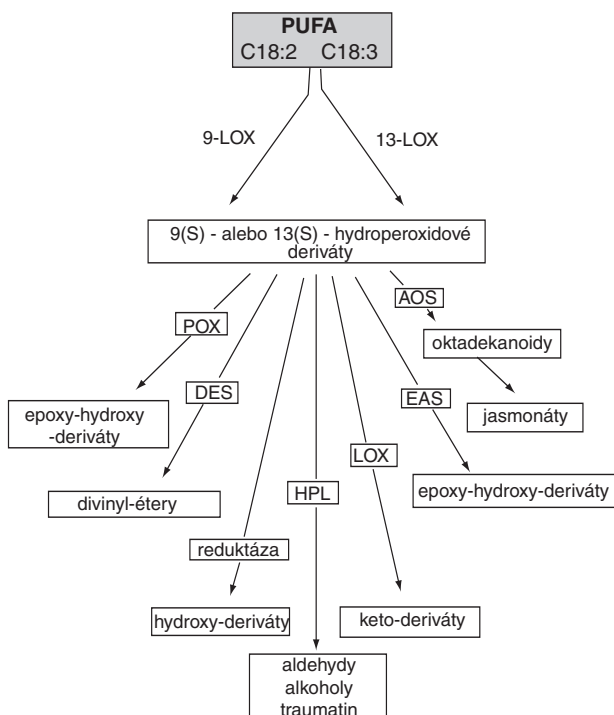 PUFA
C18:2 C18:3
9-LOX
13-LOX
9(S) - alebo 13(S) - hydroperoxidové
deriváty
POX
AOS
oktadekanoidy
DES
EAS
jasmonáty
epoxy-hydroxy
-deriváty
LOX
divinyl-étery
HPL
epoxy-hydroxy-deriváty
reduktáza
hydroxy-deriváty
keto-deriváty
aldehydy
alkoholy
traumatin